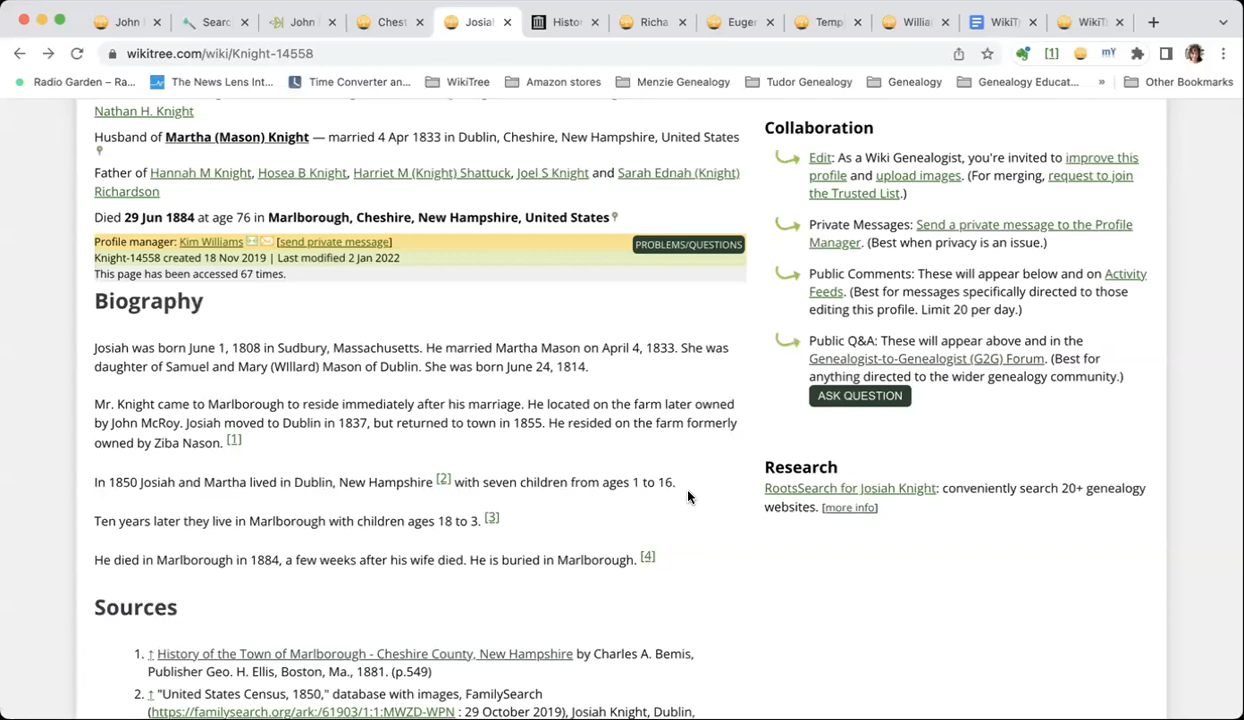 John
Searc
John
Chest
Josial
Histo
Richa
Euger
Temp
Willia
WikiT
WikiT
wikitree.com/wiki/Knight-14558
[1]
mY
Radio Garden – Ra...
The News Lens Int...
Time Converter an...
WikiTree
Amazon stores
Menzie Genealogy
Tudor Genealogy
Genealogy
Genealogy Educat...
»
Other Bookmarks
Nathan H. Knight
Husband of Martha (Mason) Knight — married 4 Apr 1833 in Dublin, Cheshire, New Hampshire, United States
Father of Hannah M Knight, Hosea B Knight, Harriet M (Knight) Shattuck, Joel S Knight and Sarah Ednah (Knight)
Richardson
Died 29 Jun 1884 at age 76 in Marlborough, Cheshire, New Hampshire, United States
Profile manager: Kim Williams [send private message]
PROBLEMS/QUESTIONS
Knight-14558 created 18 Nov 2019 | Last modified 2 Jan 2022
This page has been accessed 67 times.
Biography
Josiah was born June 1, 1808 in Sudbury, Massachusetts. He married Martha Mason on April 4, 1833. She was
daughter of Samuel and Mary (WIllard) Mason of Dublin. She was born June 24, 1814.
Mr. Knight came to Marlborough to reside immediately after his marriage. He located on the farm later owned
by John McRoy. Josiah moved to Dublin in 1837, but returned to town in 1855. He resided on the farm formerly
owned by Ziba Nason. [1]
In 1850 Josiah and Martha lived in Dublin, New Hampshire [2] with seven children from ages 1 to 16.
Ten years later they live in Marlborough with children ages 18 to 3. [3]
He died in Marlborough in 1884, a few weeks after his wife died. He is buried in Marlborough. [4]
Sources
1. ↑ History of the Town of Marlborough - Cheshire County, New Hampshire by Charles A. Bemis,
Publisher Geo. H. Ellis, Boston, Ma., 1881. (p.549)
2. ↑ "United States Census, 1850," database with images, FamilySearch
(https://familysearch.org/ark:/61903/1:1:MWZD-WPN : 29 October 2019), Josiah Knight, Dublin,
Collaboration
Edit: As a Wiki Genealogist, you're invited to improve this
profile and upload images. (For merging, request to join
the Trusted List.)
Private Messages: Send a private message to the Profile
Manager. (Best when privacy is an issue.)
Public Comments: These will appear below and on Activity
Feeds. (Best for messages specifically directed to those
editing this profile. Limit 20 per day.)
Public Q&A: These will appear above and in the
Genealogist-to-Genealogist (G2G) Forum. (Best for
anything directed to the wider genealogy community.)
ASK QUESTION
Research
RootsSearch for Josiah Knight: conveniently search 20+ genealogy
websites. [more info]